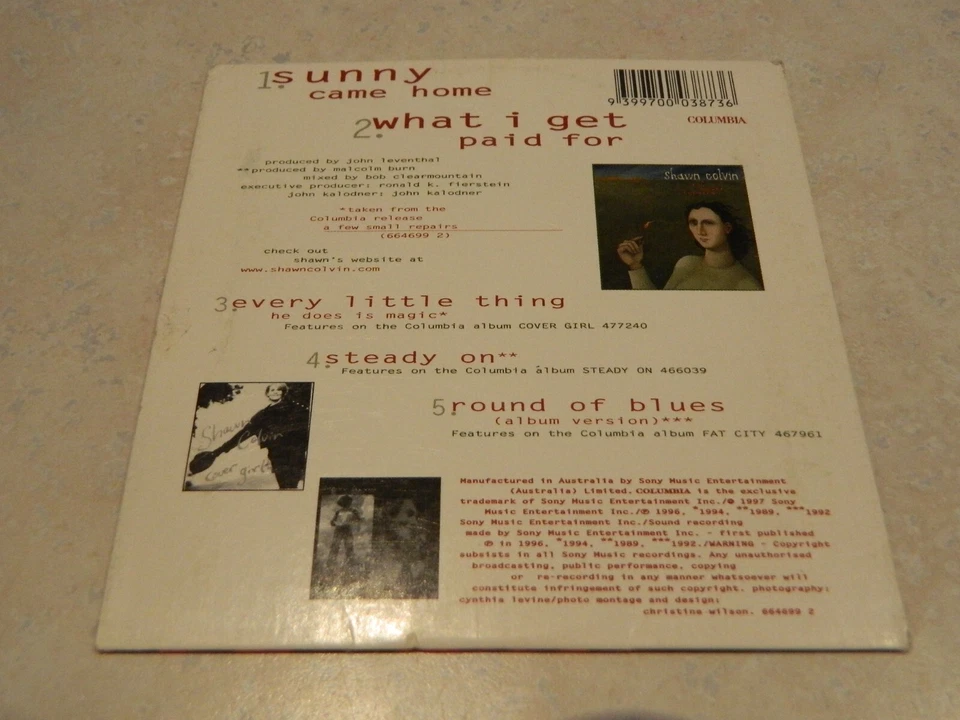 1. sunny
came home
9 399700 038736
COLUMBIA
2. what i get
paid for
produced by john leventhal
**produced by malcolm burn
mixed by bob clearmountain
executive producer: ronald k. fierstein
john kalodner: john kalodner
*taken from the
Columbia release
a few small repairs
(664699 2)
check out
shawn's website at
www.shawncolvin.com
shawn colvin
3. every little thing
he does is magic*
Features on the Columbia album COVER GIRL 477240
4. steady on**
Features on the Columbia album STEADY ON 466039
5. round of blues
(album version)***
Features on the Columbia album FAT CITY 467961
Shawn
Colvin
cover girl
Manufactured in Australia by Sony Music Entertainment
(Australia) Limited. COLUMBIA is the exclusive
trademark of Sony Music Entertainment Inc./℗ 1997 Sony
Music Entertainment Inc./℗ 1996, *1994, **1989, ***1992
Sony Music Entertainment Inc./Sound recording
made by Sony Music Entertainment Inc. - first published
℗ in 1996, *1994, **1989, ***1992./WARNING - Copyright
subsists in all Sony Music recordings. Any unauthorised
broadcasting, public performance, copying
or re-recording in any manner whatsoever will
constitute infringement of such copyright. photography:
cynthia levine/photo montage and design:
christine wilson. 664699 2